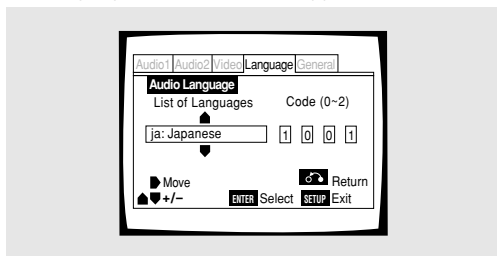 Audio1 Audio2 Video Language General
Audio Language
List of Languages Code (0~2)
ja: Japanese 1 0 0 1
Move Return
+/– ENTER Select SETUP Exit